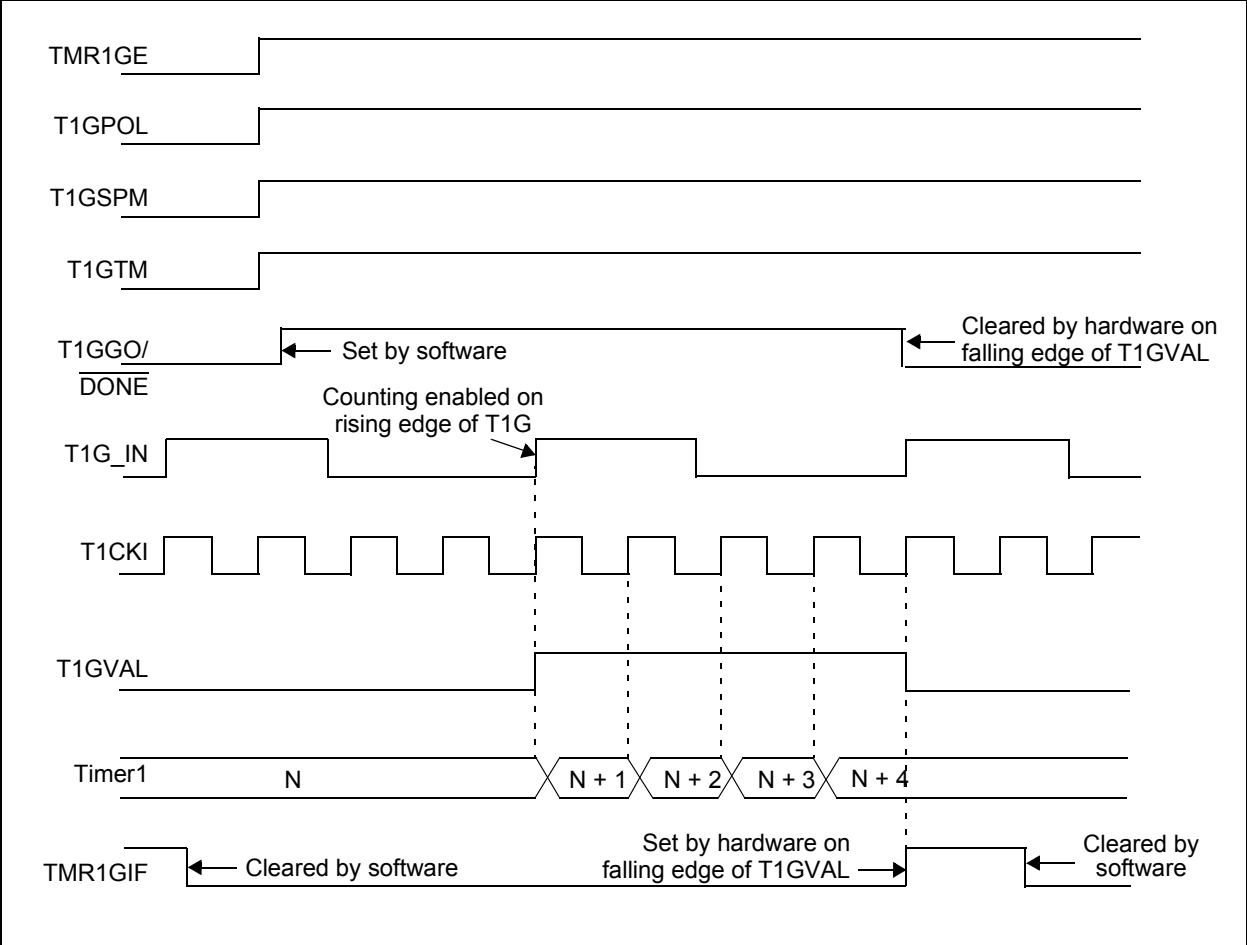 TMR1GE
T1GPOL
T1GSPM
T1GTM
T1GGO/
DONE
Set by software
Cleared by hardware on
falling edge of T1GVAL
Counting enabled on
rising edge of T1G
T1G_IN
T1CKI
T1GVAL
Timer1
N
N + 1
N + 2
N + 3
N + 4
TMR1GIF
Cleared by software
Set by hardware on
falling edge of T1GVAL
Cleared by
software